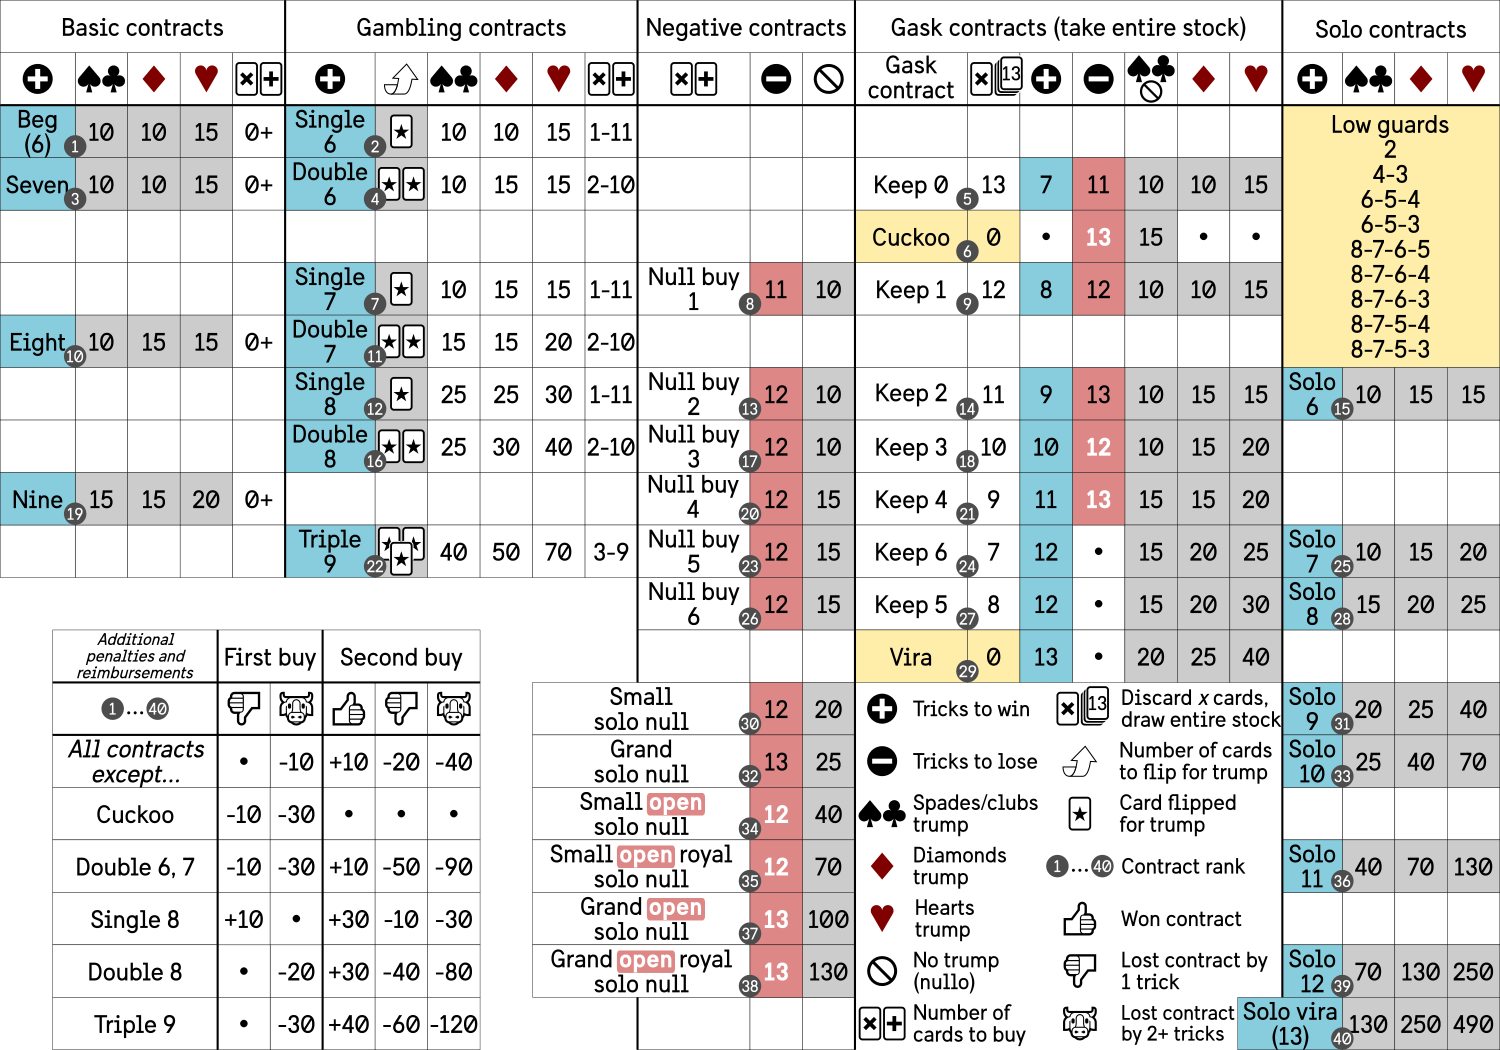 Basic contracts Gambling contracts Negative contracts Gask contracts (take entire stock) Solo contracts
Gask contract 13
Beg (6) 1 10 10 15 0+ Single 6 2 10 10 15 1-11 Low guards
Seven 3 10 10 15 0+ Double 6 4 10 15 15 2-10 Keep 0 5 13 7 11 10 10 15
Cuckoo 6 0 • 13 15 • •
Single 7 7 10 15 15 1-11 Null buy 1 8 11 10 Keep 1 9 12 8 12 10 10 15
Eight 10 10 15 15 0+ Double 7 11 15 15 20 2-10
2
4-3
6-5-4
6-5-3
8-7-6-5
8-7-6-4
8-7-6-3
8-7-5-4
8-7-5-3
Single 8 12 25 25 30 1-11 Null buy 2 13 12 10 Keep 2 14 11 9 13 10 15 15 Solo 6 15 10 15 15
Double 8 16 25 30 40 2-10 Null buy 3 17 12 10 Keep 3 18 10 10 12 10 15 20
Nine 19 15 15 20 0+ Null buy 4 20 12 15 Keep 4 21 9 11 13 15 15 20
Triple 9 22 40 50 70 3-9 Null buy 5 23 12 15 Keep 6 24 7 12 • 15 20 25 Solo 7 25 10 15 20
Null buy 6 26 12 15 Keep 5 27 8 12 • 15 20 30 Solo 8 28 15 20 25
Vira 29 0 13 • 20 25 40
Small solo null 30 12 20 Solo 9 31 20 25 40
Grand solo null 32 13 25 Solo 10 33 25 40 70
Small open solo null 34 12 40
Small open royal solo null 35 12 70 Solo 11 36 40 70 130
Grand open solo null 37 13 100
Grand open royal solo null 38 13 130 Solo 12 39 70 130 250
Solo vira (13) 40 130 250 490
Additional
penalties and
reimbursements
First buy Second buy
1...40
All contracts except... • -10 +10 -20 -40
Cuckoo -10 -30 • • •
Double 6, 7 -10 -30 +10 -50 -90
Single 8 +10 • +30 -10 -30
Double 8 • -20 +30 -40 -80
Triple 9 • -30 +40 -60 -120
Tricks to win
Tricks to lose
Spades/clubs
trump
Diamonds
trump
Hearts
trump
No trump
(nullo)
Number of
cards to buy
13
Discard x cards,
draw entire stock
Number of cards
to flip for trump
Card flipped
for trump
1...40 Contract rank
Won contract
Lost contract by
1 trick
Lost contract
by 2+ tricks